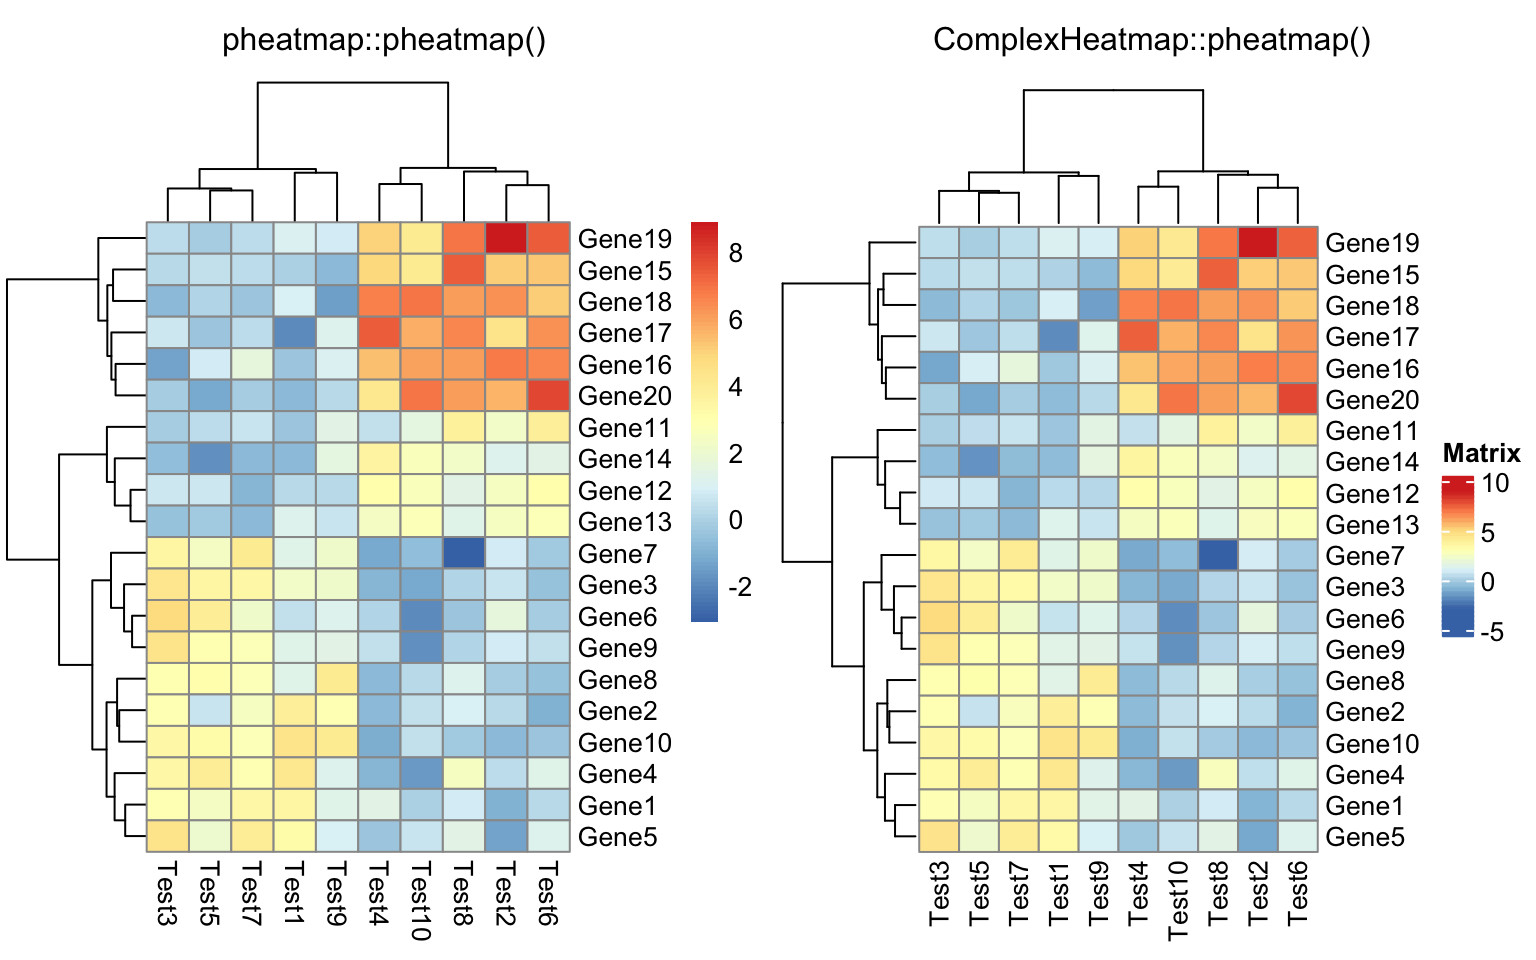 pheatmap::pheatmap()
Gene19
Gene15
Gene18
Gene17
Gene16
Gene20
Gene11
Gene14
Gene12
Gene13
Gene7
Gene3
Gene6
Gene9
Gene8
Gene2
Gene10
Gene4
Gene1
Gene5
Test3
Test5
Test7
Test1
Test9
Test4
Test10
Test8
Test2
Test6
8
6
4
2
0
-2
ComplexHeatmap::pheatmap()
Gene19
Gene15
Gene18
Gene17
Gene16
Gene20
Gene11
Gene14
Gene12
Gene13
Gene7
Gene3
Gene6
Gene9
Gene8
Gene2
Gene10
Gene4
Gene1
Gene5
Test3
Test5
Test7
Test1
Test9
Test4
Test10
Test8
Test2
Test6
Matrix
10
5
0
-5